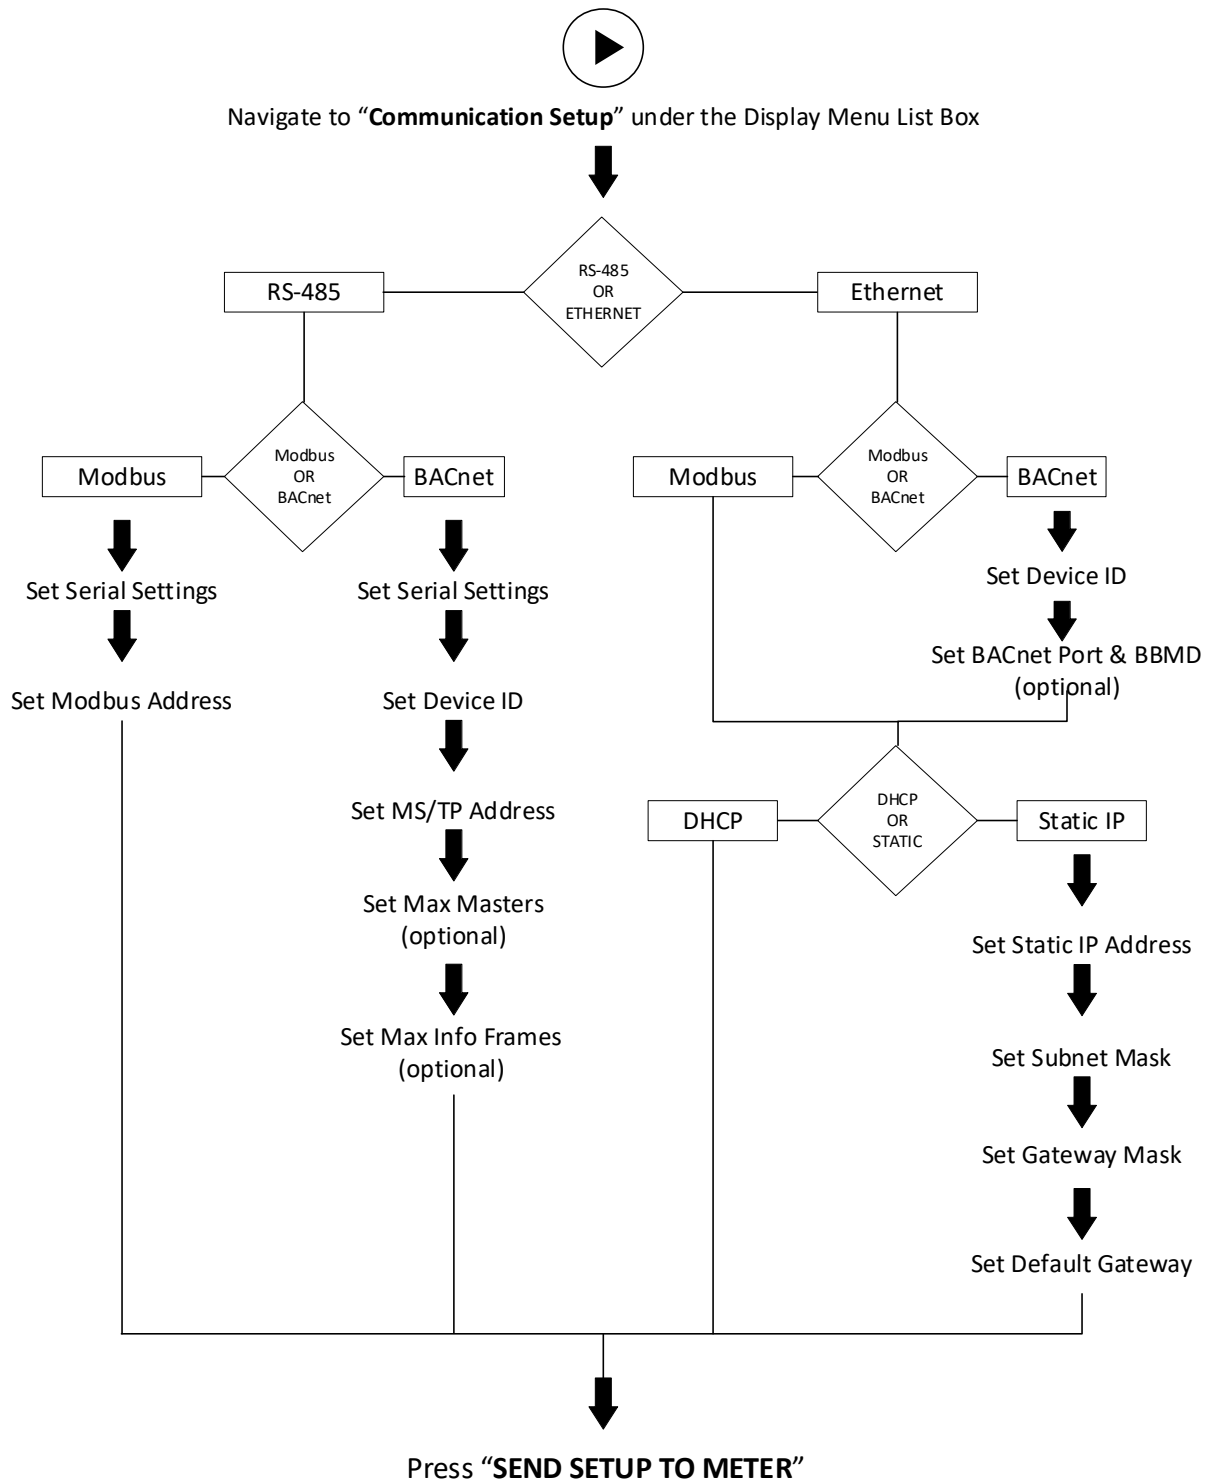 Navigate to “Communication Setup” under the Display Menu List Box
RS-485
OR
ETHERNET
RS-485
Ethernet
Modbus
OR
BACnet
Modbus
BACnet
Set Serial Settings
Set Modbus Address
Set Serial Settings
Set Device ID
Set MS/TP Address
Set Max Masters
(optional)
Set Max Info Frames
(optional)
Modbus
OR
BACnet
Modbus
BACnet
Set Device ID
Set BACnet Port & BBMD
(optional)
DHCP
OR
STATIC
DHCP
Static IP
Set Static IP Address
Set Subnet Mask
Set Gateway Mask
Set Default Gateway
Press “SEND SETUP TO METER”